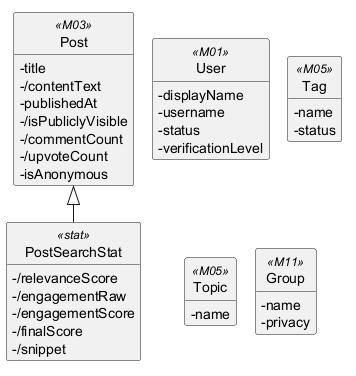 «M03»
Post
-title
-/contentText
-publishedAt
-/isPubliclyVisible
-/commentCount
-/upvoteCount
-isAnonymous
«M01»
User
-displayName
-username
-status
-verificationLevel
«M05»
Tag
-name
-status
«stat»
PostSearchStat
-/relevanceScore
-/engagementRaw
-/engagementScore
-/finalScore
-/snippet
«M05»
Topic
-name
«M11»
Group
-name
-privacy